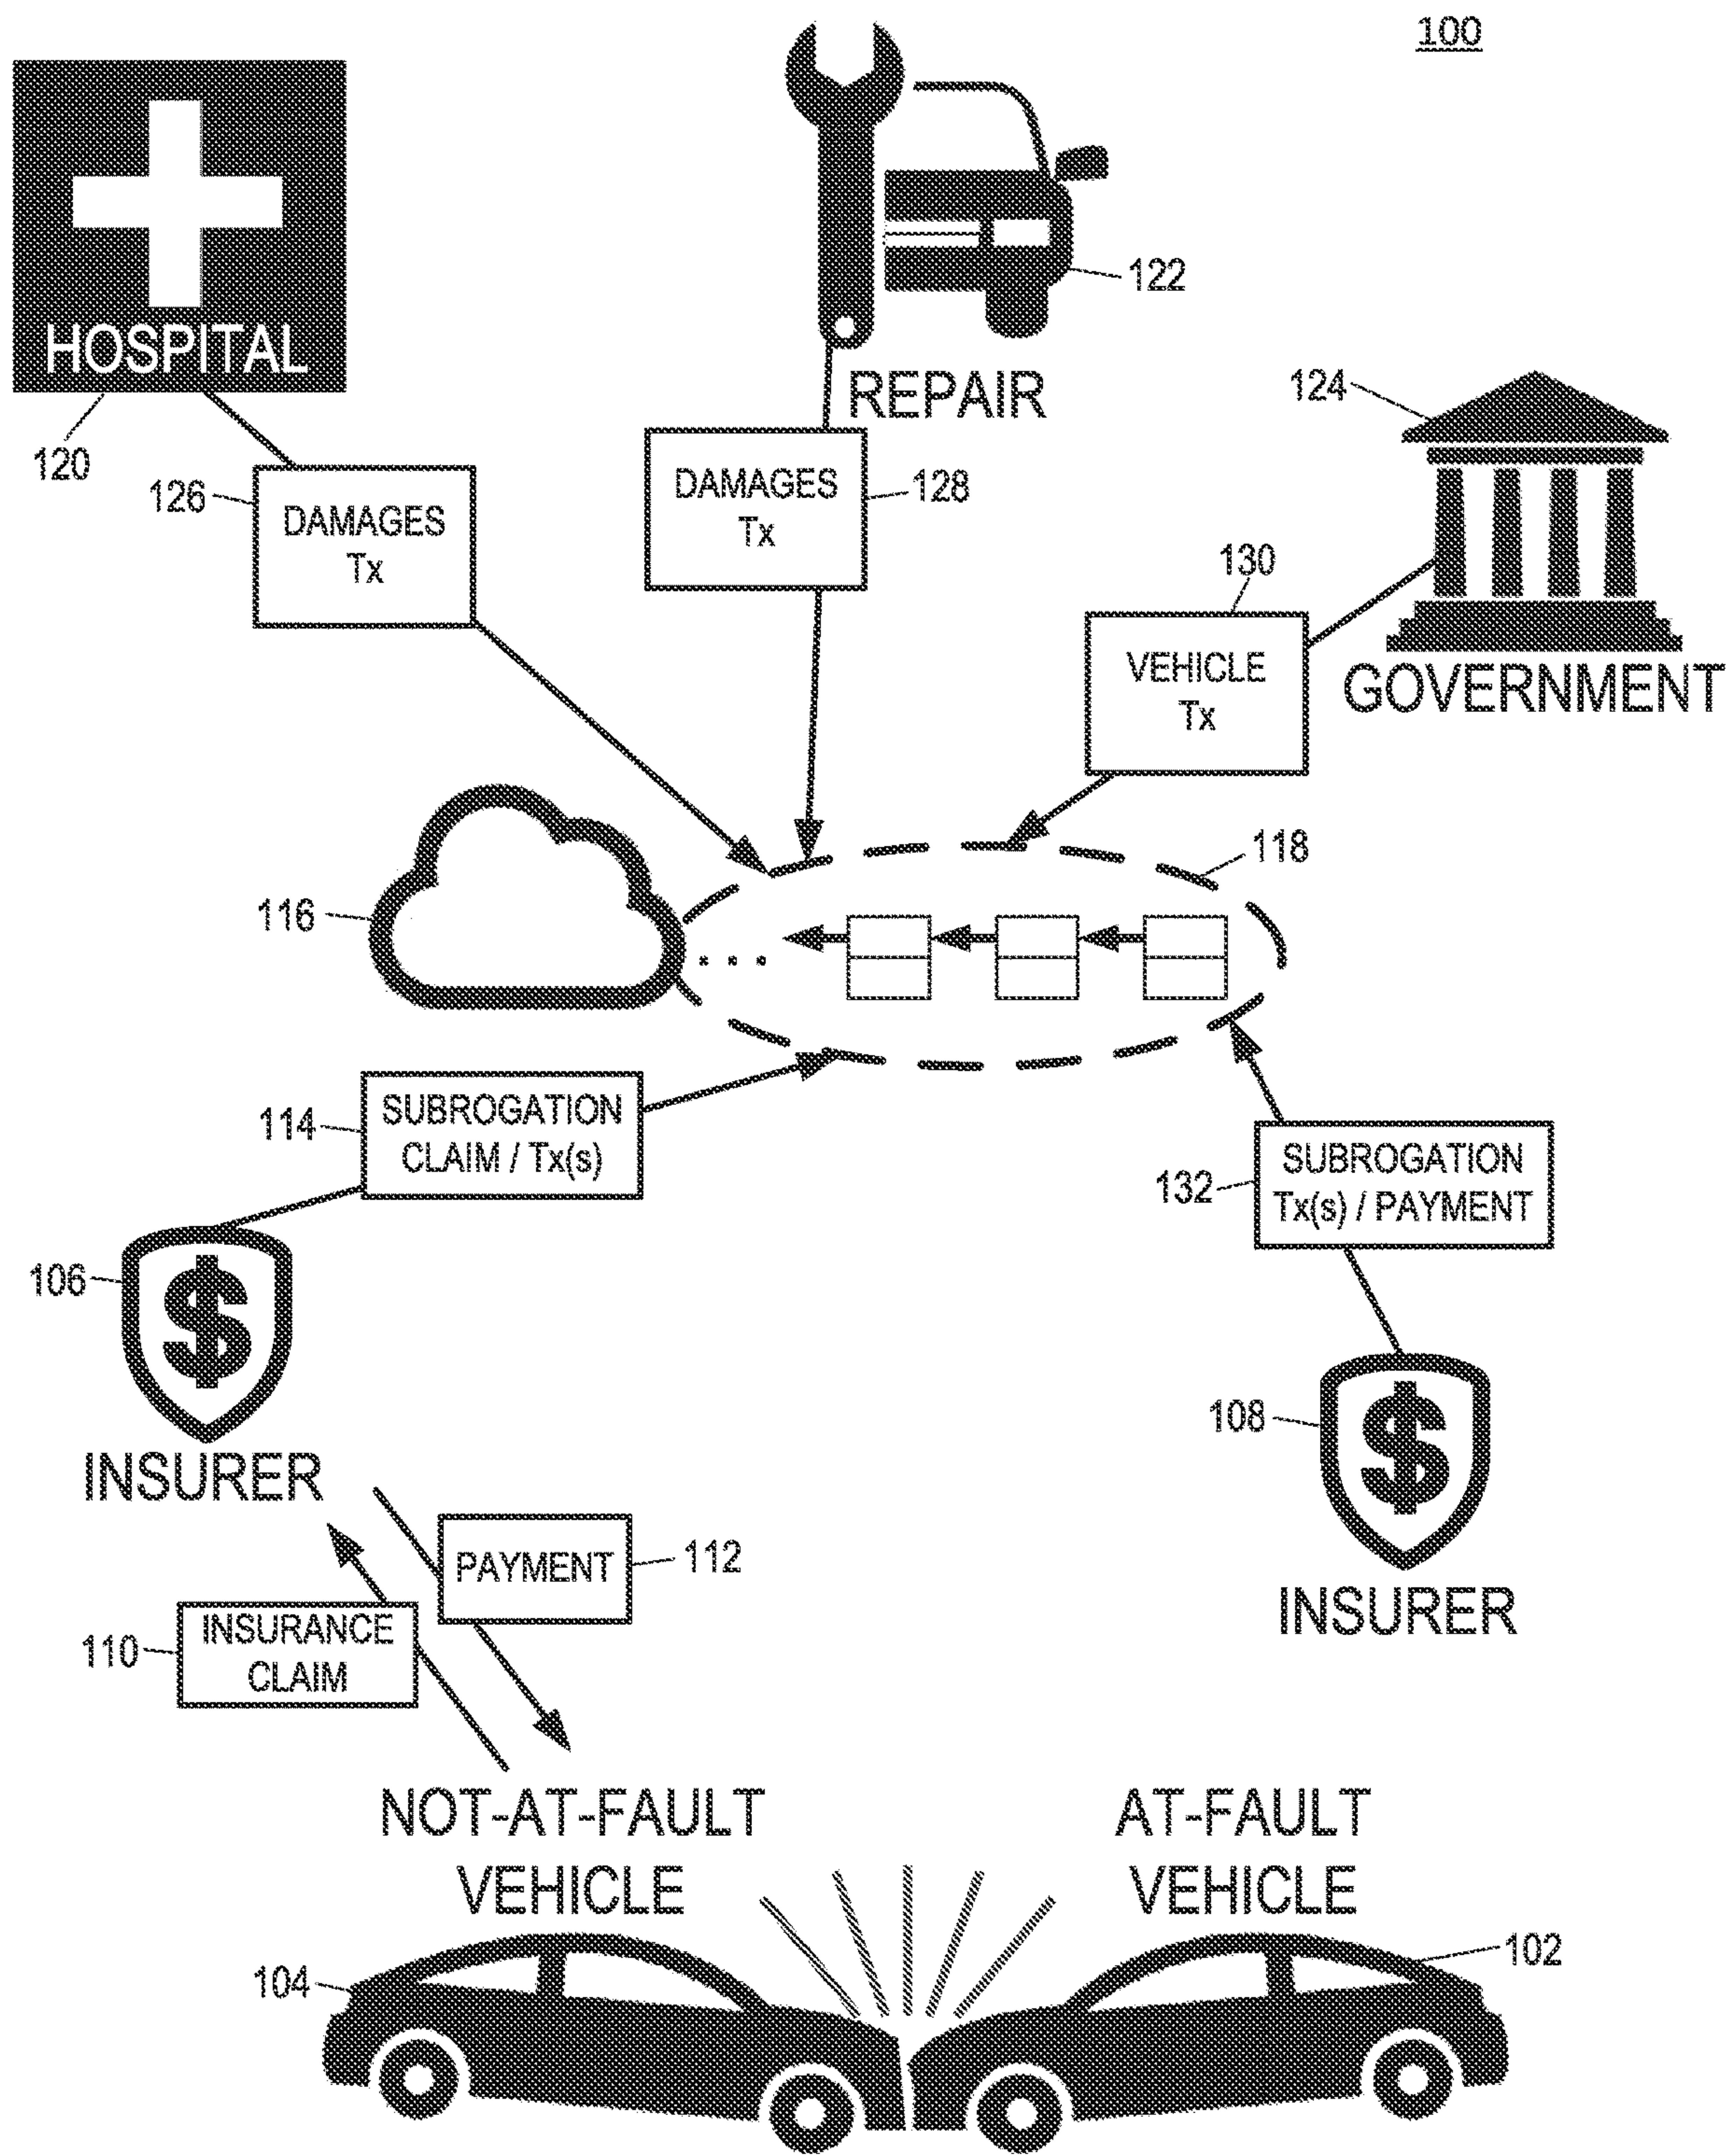 100
HOSPITAL
120
122
REPAIR
124
GOVERNMENT
126
DAMAGES
Tx
DAMAGES
Tx
128
130
VEHICLE
Tx
116
118
. . .
114
SUBROGATION
CLAIM / Tx(s)
132
SUBROGATION
Tx(s) / PAYMENT
106
$
INSURER
108
$
INSURER
PAYMENT
112
110
INSURANCE
CLAIM
NOT-AT-FAULT
VEHICLE
AT-FAULT
VEHICLE
104
102